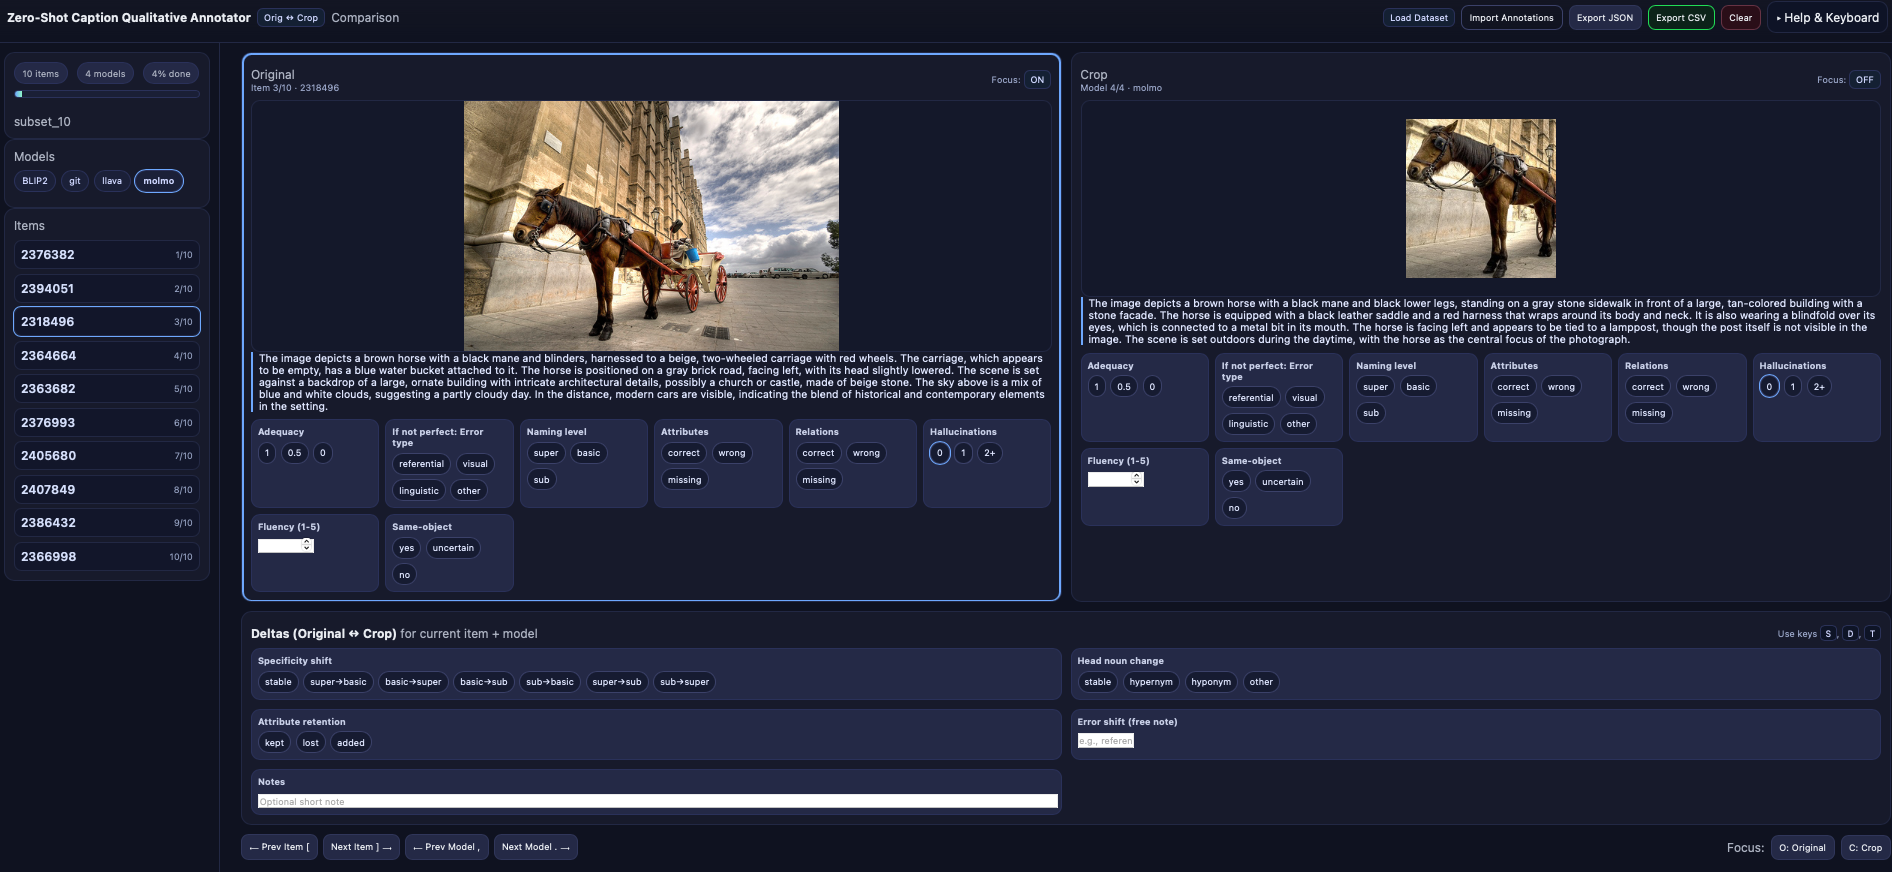 Zero-Shot Caption Qualitative Annotator Orig ↔ Crop Comparison
Load Dataset Import Annotations Export JSON Export CSV Clear ▸ Help & Keyboard
10 items 4 models 4% done
subset_10
Models
BLIP2 git llava molmo
Items
2376382 1/10
2394051 2/10
2318496 3/10
2364664 4/10
2363682 5/10
2376993 6/10
2405680 7/10
2407849 8/10
2386432 9/10
2366998 10/10
Original
Item 3/10 · 2318496
Focus: ON
The image depicts a brown horse with a black mane and blinders, harnessed to a beige, two-wheeled carriage with red wheels. The carriage, which appears
to be empty, has a blue water bucket attached to it. The horse is positioned on a gray brick road, facing left, with its head slightly lowered. The scene is set
against a backdrop of a large, ornate building with intricate architectural details, possibly a church or castle, made of beige stone. The sky above is a mix of
blue and white clouds, suggesting a partly cloudy day. In the distance, modern cars are visible, indicating the blend of historical and contemporary elements
in the setting.
Adequacy
1 0.5 0
If not perfect: Error
type
referential visual
linguistic other
Naming level
super basic
sub
Attributes
correct wrong
missing
Relations
correct wrong
missing
Hallucinations
0 1 2+
Fluency (1-5)
Same-object
yes uncertain
no
Crop
Model 4/4 · molmo
Focus: OFF
The image depicts a brown horse with a black mane and black lower legs, standing on a gray stone sidewalk in front of a large, tan-colored building with a
stone facade. The horse is equipped with a black leather saddle and a red harness that wraps around its body and neck. It is also wearing a blindfold over its
eyes, which is connected to a metal bit in its mouth. The horse is facing left and appears to be tied to a lamppost, though the post itself is not visible in the
image. The scene is set outdoors during the daytime, with the horse as the central focus of the photograph.
Adequacy
1 0.5 0
If not perfect: Error
type
referential visual
linguistic other
Naming level
super basic
sub
Attributes
correct wrong
missing
Relations
correct wrong
missing
Hallucinations
0 1 2+
Fluency (1-5)
Same-object
yes uncertain
no
Deltas (Original ↔ Crop) for current item + model
Use keys S, D, T
Specificity shift
stable super→basic basic→super basic→sub sub→basic super→sub sub→super
Head noun change
stable hypernym hyponym other
Attribute retention
kept lost added
Error shift (free note)
e.g., referen
Notes
Optional short note
← Prev Item [ Next Item ] → ← Prev Model , Next Model . →
Focus: O: Original C: Crop